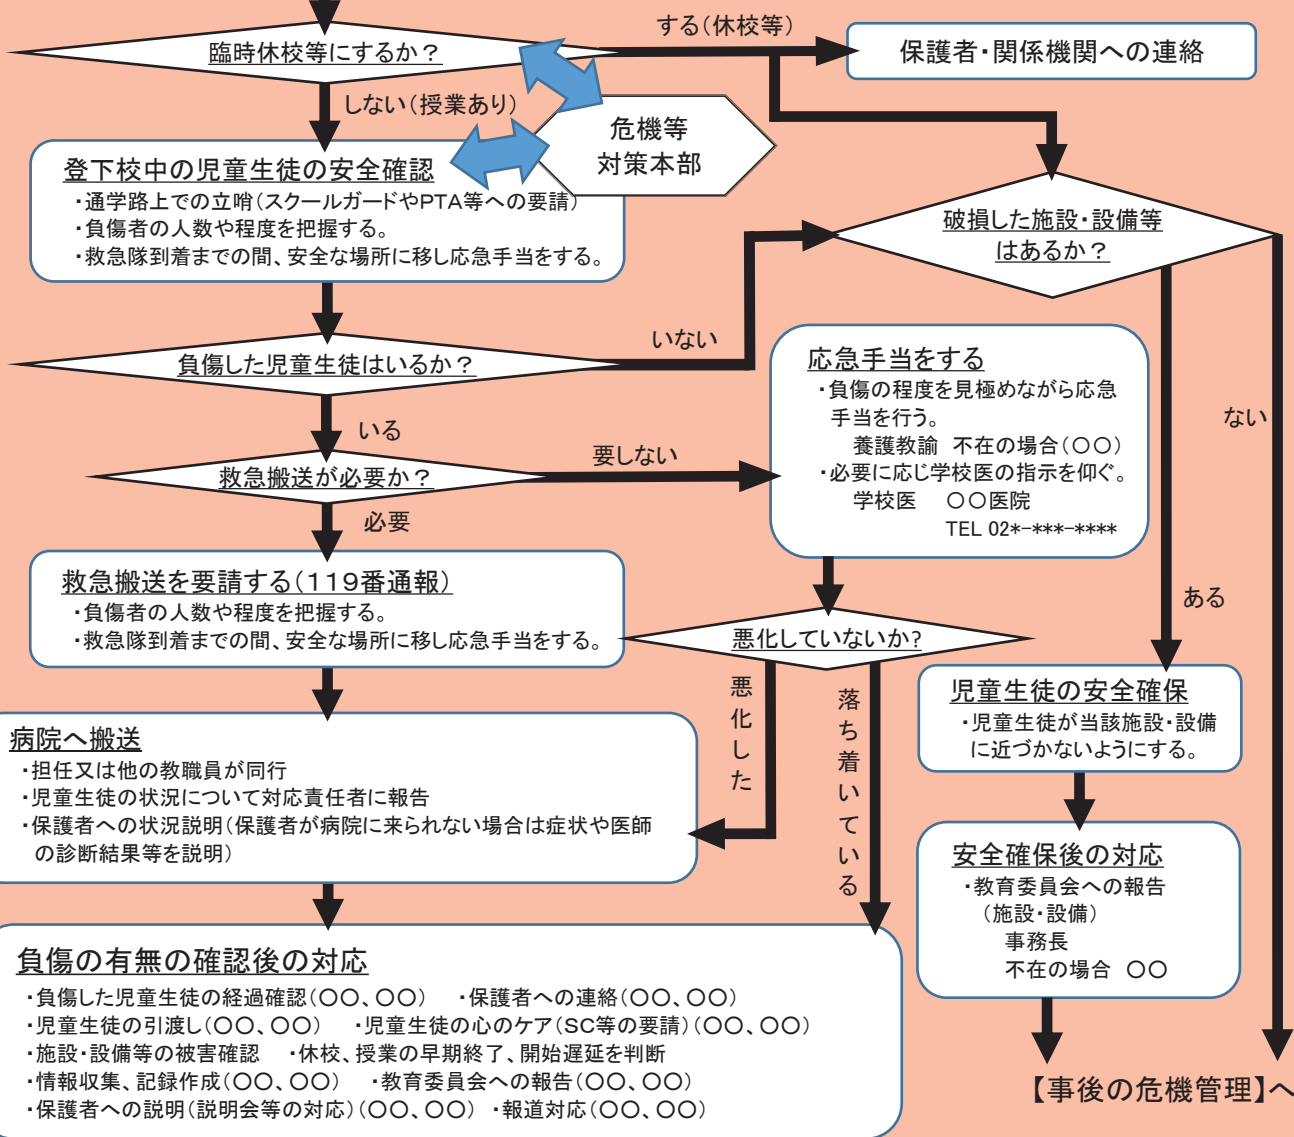 する(休校等)
臨時休校等にするか？
保護者・関係機関への連絡
しない(授業あり)
危機等
対策本部
登下校中の児童生徒の安全確認
・通学路上での立哨(スクールガードやPTA等への要請)
・負傷者の人数や程度を把握する。
・救急隊到着までの間、安全な場所に移し応急手当をする。
破損した施設・設備等
はあるか？
いない
負傷した児童生徒はいるか？
いる
応急手当をする
・負傷の程度を見極めながら応急
手当を行う。
養護教諭 不在の場合(〇〇)
・必要に応じ学校医の指示を仰ぐ。
学校医 〇〇医院
TEL 02*-***-****
ない
要しない
救急搬送が必要か？
必要
救急搬送を要請する(119番通報)
・負傷者の人数や程度を把握する。
・救急隊到着までの間、安全な場所に移し応急手当をする。
ある
悪化していないか?
悪化した
落ち着いている
児童生徒の安全確保
・児童生徒が当該施設・設備
に近づかないようにする。
病院へ搬送
・担任又は他の教職員が同行
・児童生徒の状況について対応責任者に報告
・保護者への状況説明(保護者が病院に来られない場合は症状や医師
の診断結果等を説明)
安全確保後の対応
・教育委員会への報告
(施設・設備)
事務長
不在の場合 〇〇
負傷の有無の確認後の対応
・負傷した児童生徒の経過確認(〇〇、〇〇) ・保護者への連絡(〇〇、〇〇)
・児童生徒の引渡し(〇〇、〇〇) ・児童生徒の心のケア(SC等の要請)(〇〇、〇〇)
・施設・設備等の被害確認 ・休校、授業の早期終了、開始遅延を判断
・情報収集、記録作成(〇〇、〇〇) ・教育委員会への報告(〇〇、〇〇)
・保護者への説明(説明会等の対応)(〇〇、〇〇) ・報道対応(〇〇、〇〇)
【事後の危機管理】へ